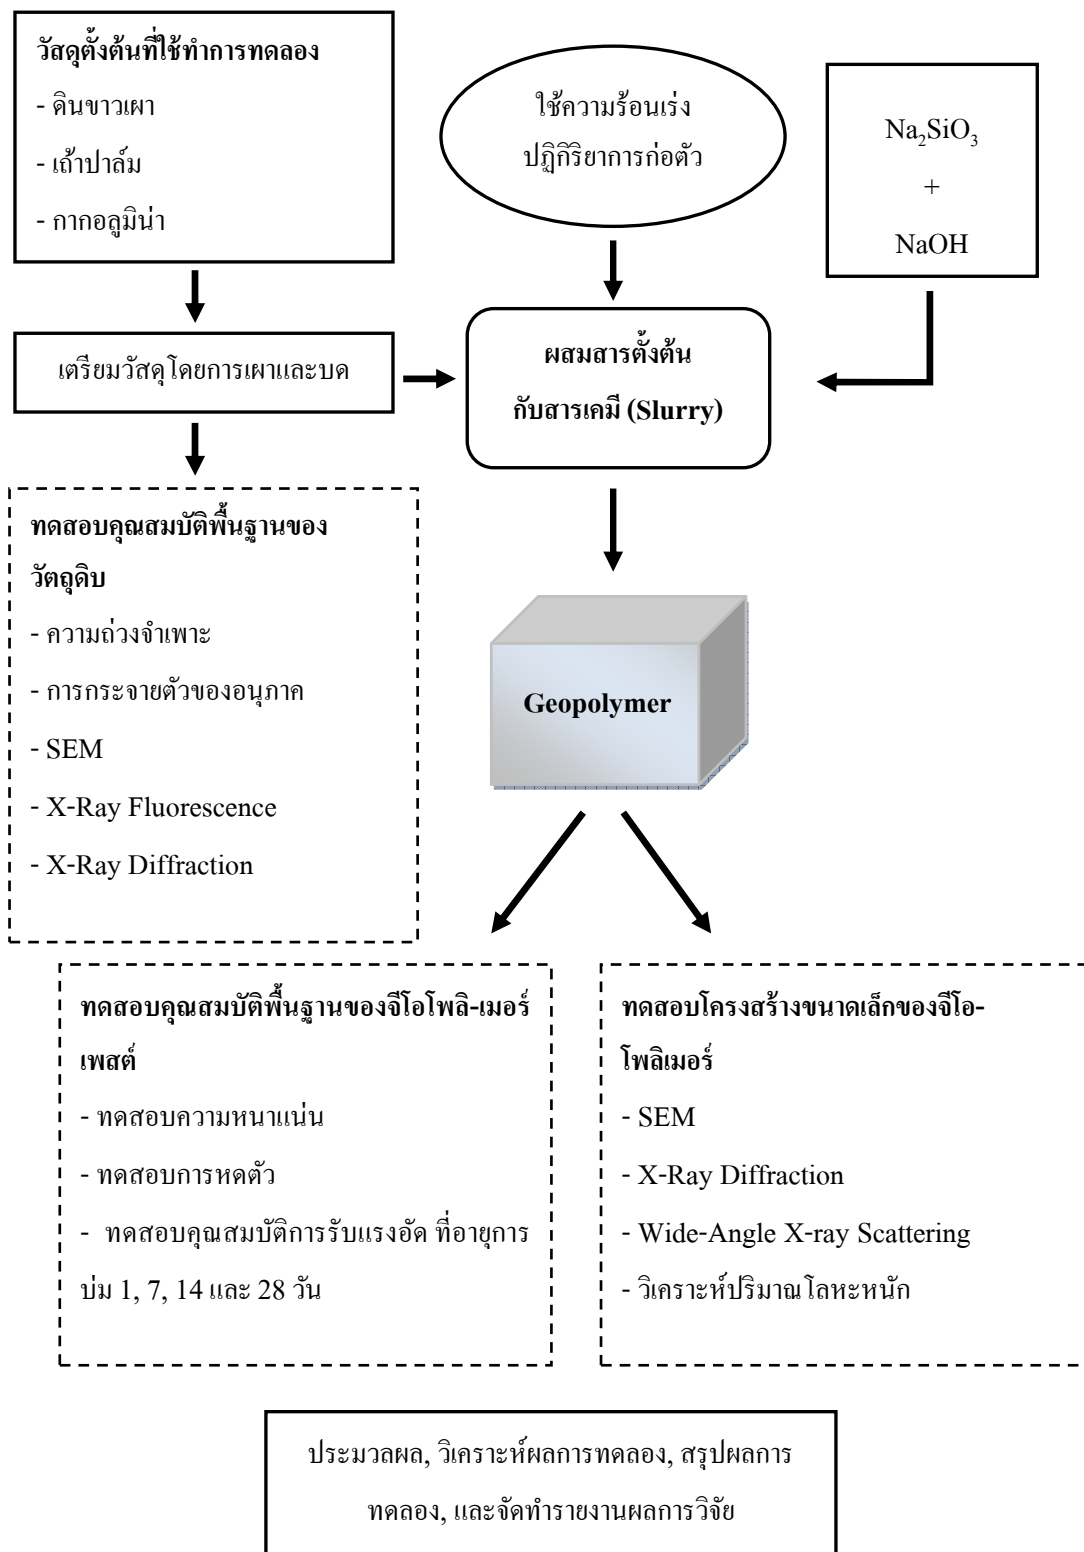 วัสดุตั้งต้นที่ใช้ทำการทดลอง
- ดินขาวเผา
- เถ้าปาล์ม
- กากอลูมิน่า
ใช้ความร้อนเร่ง
ปฏิกิริยาการก่อตัว
Na₂SiO₃
+
NaOH
เตรียมวัสดุโดยการเผาและบด
ผสมสารตั้งต้น
กับสารเคมี (Slurry)
ทดสอบคุณสมบัติพื้นฐานของ
วัตถุดิบ
- ความถ่วงจำเพาะ
- การกระจายตัวของอนุภาค
- SEM
- X-Ray Fluorescence
- X-Ray Diffraction
Geopolymer
ทดสอบคุณสมบัติพื้นฐานของจีโอโพลิ-เมอร์
เพสต์
- ทดสอบความหนาแน่น
- ทดสอบการหดตัว
- ทดสอบคุณสมบัติการรับแรงอัด ที่อายุการ
บ่ม 1, 7, 14 และ 28 วัน
ทดสอบโครงสร้างขนาดเล็กของจีโอ-
โพลิเมอร์
- SEM
- X-Ray Diffraction
- Wide-Angle X-ray Scattering
- วิเคราะห์ปริมาณโลหะหนัก
ประมวลผล, วิเคราะห์ผลการทดลอง, สรุปผลการ
ทดลอง, และจัดทำรายงานผลการวิจัย